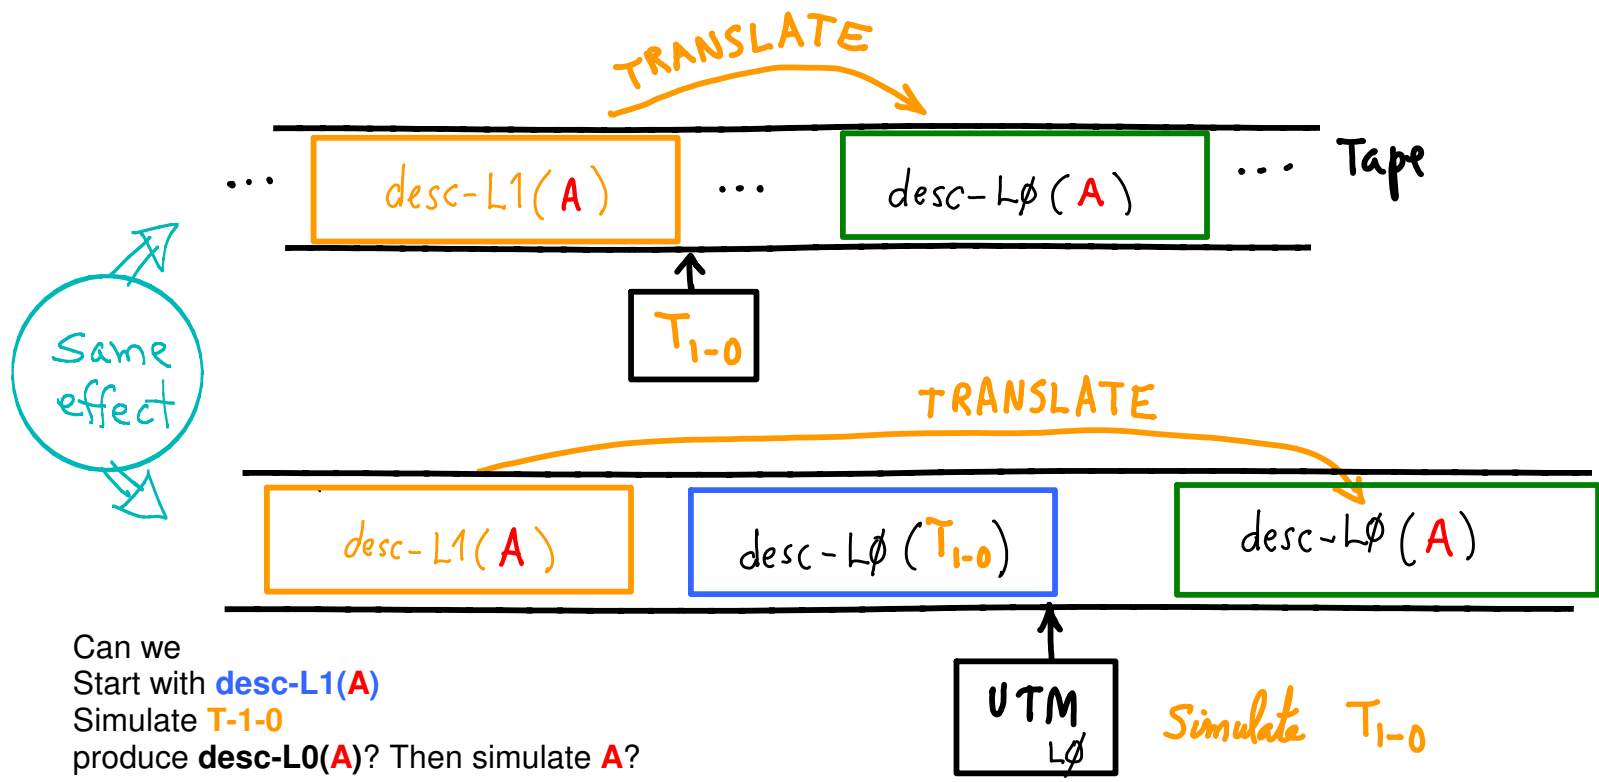 TRANSLATE
... desc-L1(A) ... desc-LØ(A) ... Tape
T1-0
Same
effect
TRANSLATE
desc-L1(A) desc-LØ(T1-0) desc-LØ(A)
UTM
LØ
Simulate T1-0
Can we
Start with desc-L1(A)
Simulate T-1-0
produce desc-L0(A)? Then simulate A?